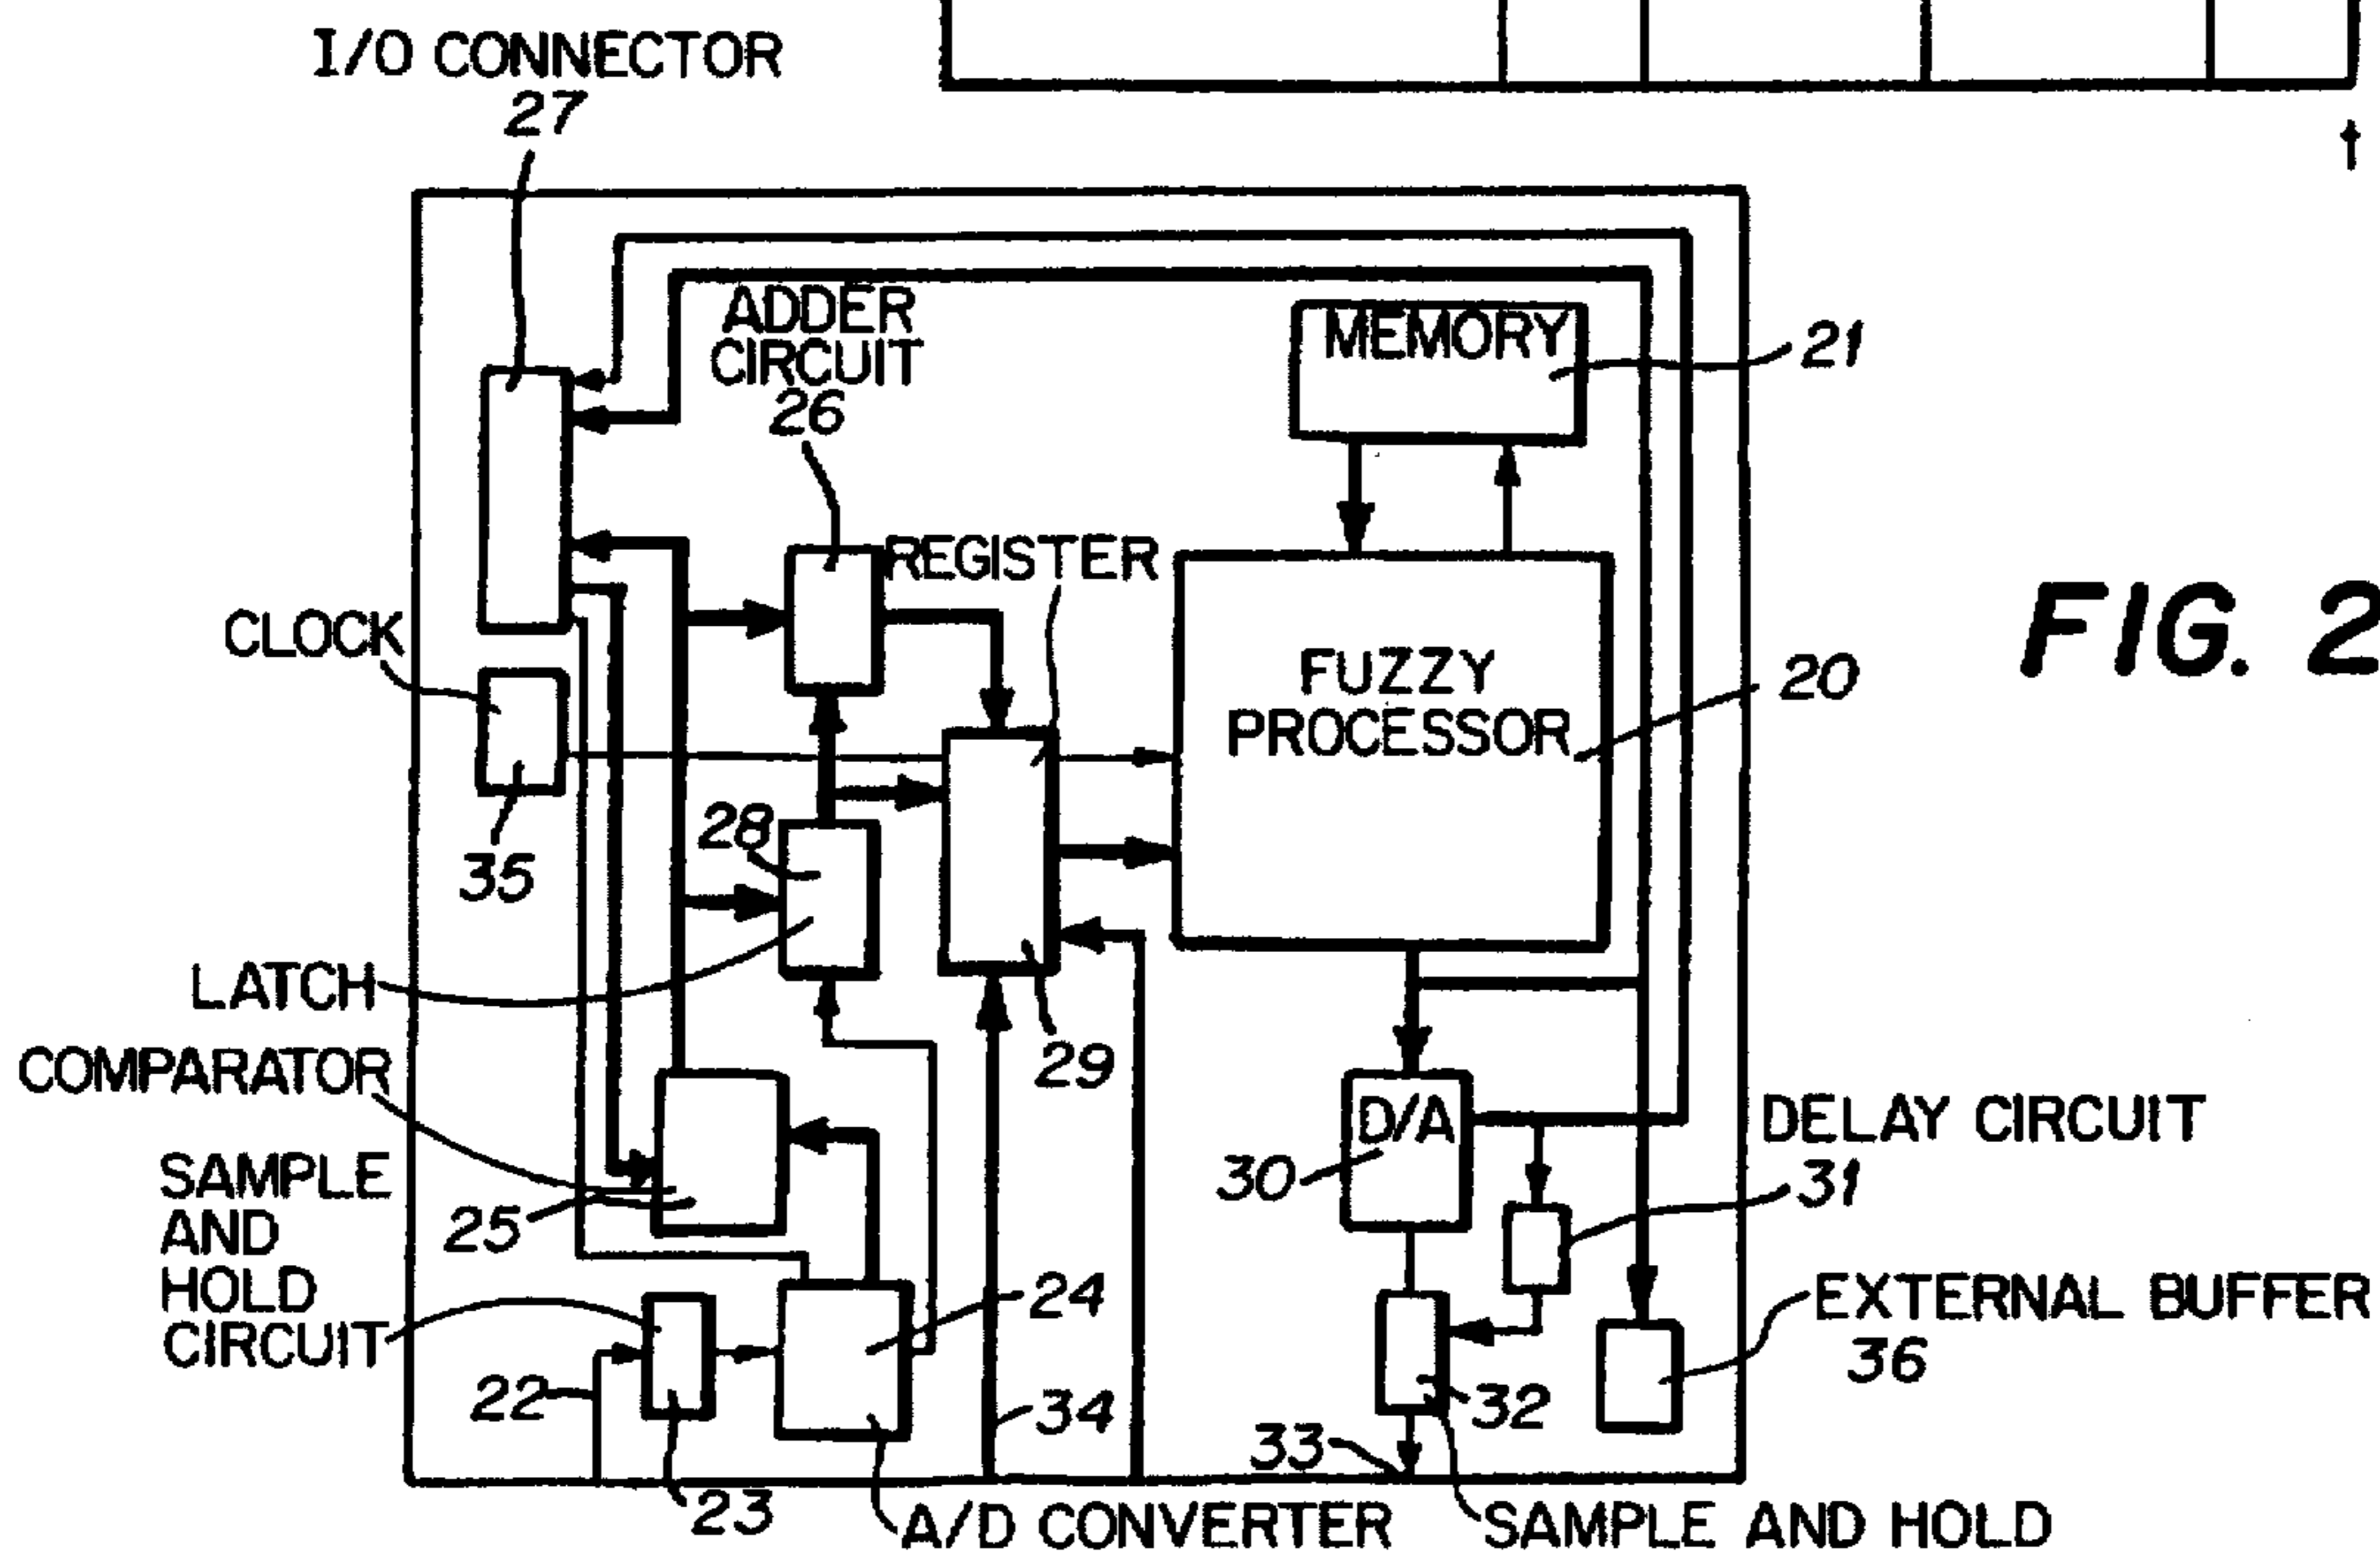 I/O CONNECTOR
27
t
ADDER
CIRCUIT
26
MEMORY
21
REGISTER
CLOCK
FUZZY
PROCESSOR
20
FIG. 2
28
35
LATCH
29
COMPARATOR
D/A
DELAY CIRCUIT
31
30
SAMPLE
AND
HOLD
CIRCUIT
25
24
EXTERNAL BUFFER
36
22
34
32
33
23
A/D CONVERTER
SAMPLE AND HOLD